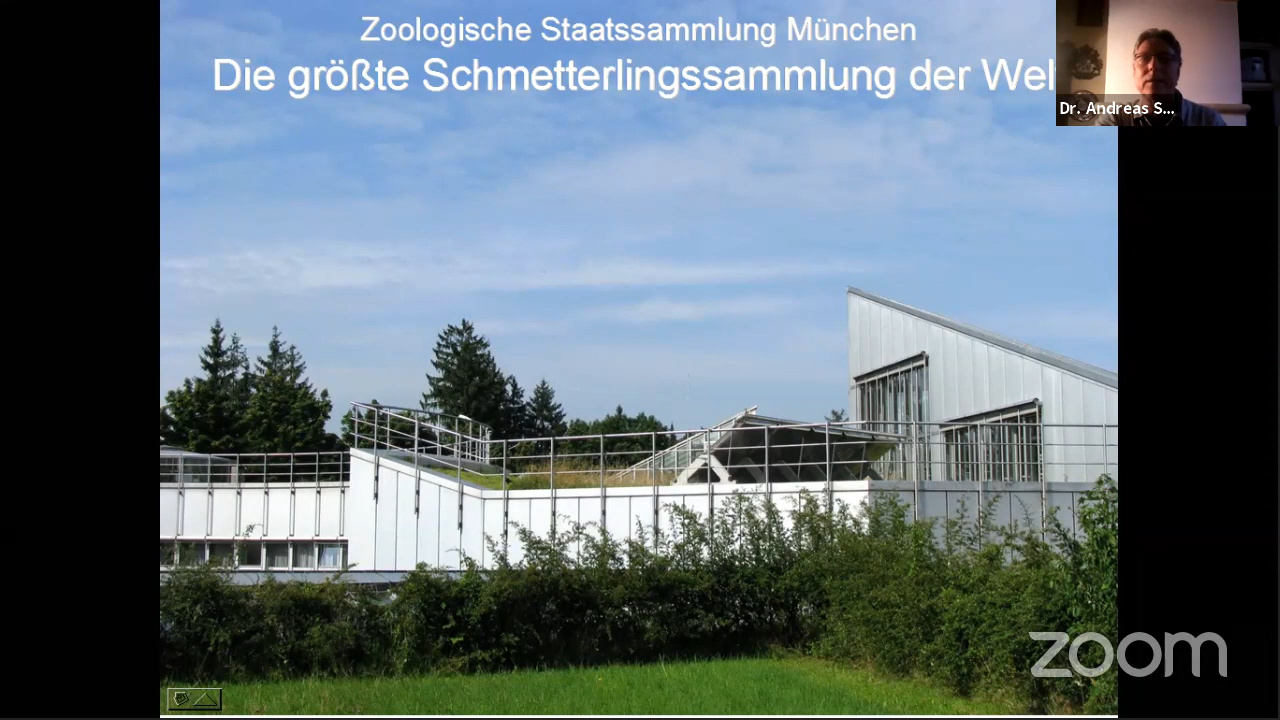 Zoologische Staatssammlung München
Die größte Schmetterlingssammlung der Wel
Dr. Andreas S...
zoom